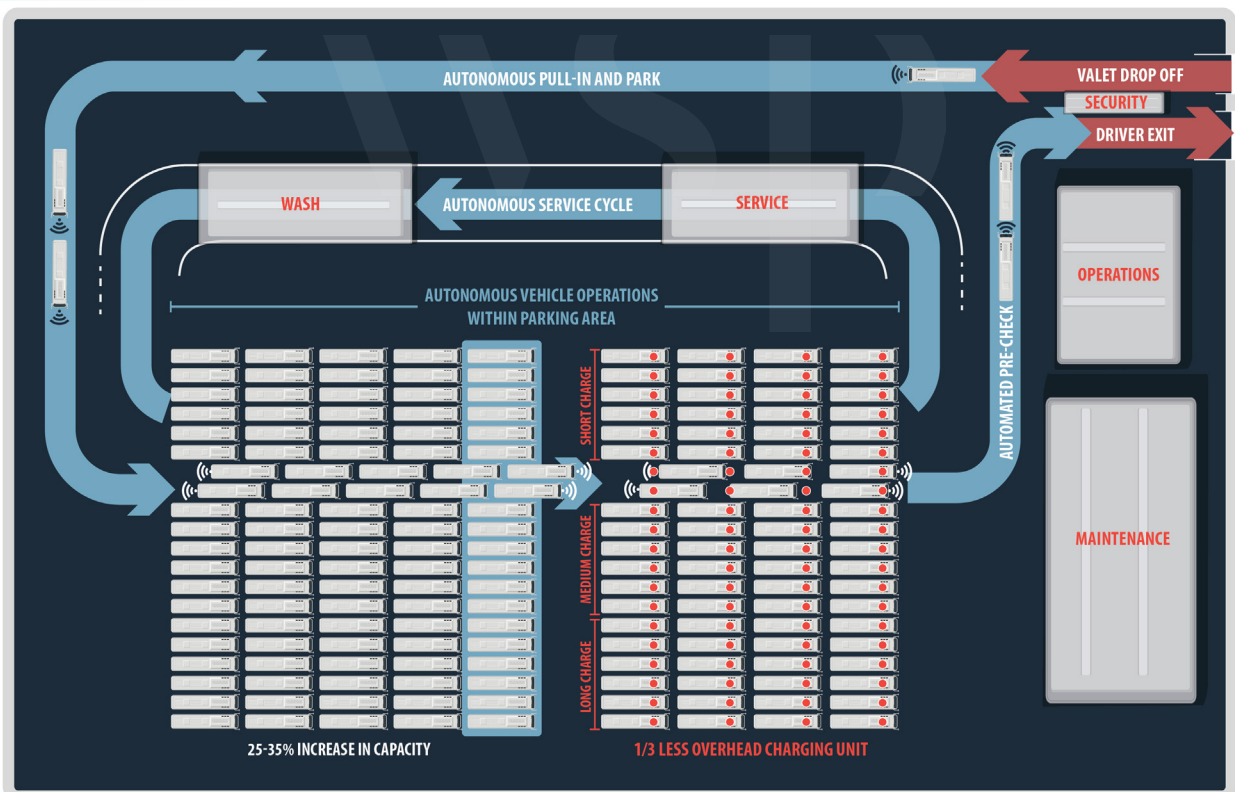 AUTONOMOUS PULL-IN AND PARK
VALET DROP OFF
SECURITY
DRIVER EXIT
WASH
AUTONOMOUS SERVICE CYCLE
SERVICE
OPERATIONS
AUTONOMOUS VEHICLE OPERATIONS
WITHIN PARKING AREA
AUTOMATED PRE-CHECK
SHORT CHARGE
MEDIUM CHARGE
LONG CHARGE
MAINTENANCE
25-35% INCREASE IN CAPACITY
1/3 LESS OVERHEAD CHARGING UNIT
WSP